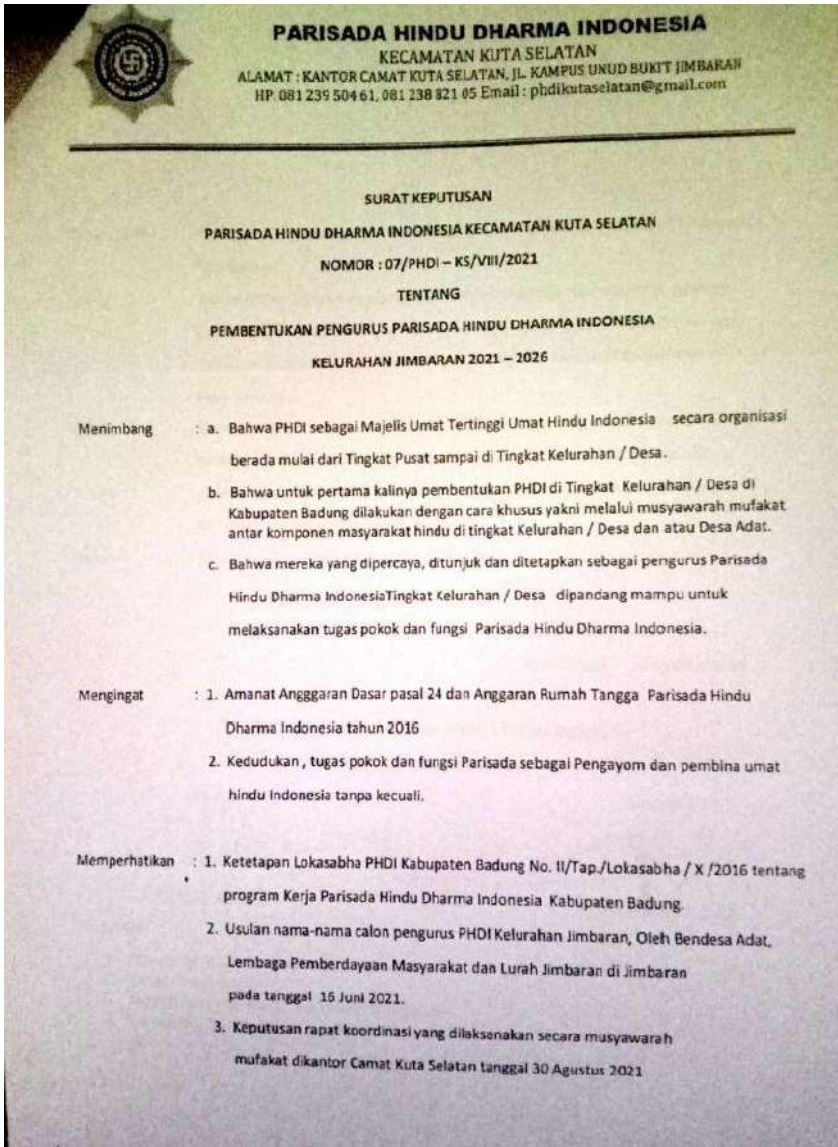 PARISADA HINDU DHARMA INDONESIA
KECAMATAN KUTA SELATAN
ALAMAT : KANTOR CAMAT KUTA SELATAN, JL. KAMPUS UNUD BUKIT JIMBARAN
HP. 081 239 504 61, 081 238 821 05 Email : phdikutaselatan@gmail.com
SURAT KEPUTUSAN
PARISADA HINDU DHARMA INDONESIA KECAMATAN KUTA SELATAN
NOMOR : 07/PHDI – KS/VIII/2021
TENTANG
PEMBENTUKAN PENGURUS PARISADA HINDU DHARMA INDONESIA
KELURAHAN JIMBARAN 2021 – 2026
Menimbang : a. Bahwa PHDI sebagai Majelis Umat Tertinggi Umat Hindu Indonesia secara organisasi
berada mulai dari Tingkat Pusat sampai di Tingkat Kelurahan / Desa.
b. Bahwa untuk pertama kalinya pembentukan PHDI di Tingkat Kelurahan / Desa di
Kabupaten Badung dilakukan dengan cara khusus yakni melalui musyawarah mufakat
antar komponen masyarakat hindu di tingkat Kelurahan / Desa dan atau Desa Adat.
c. Bahwa mereka yang dipercaya, ditunjuk dan ditetapkan sebagai pengurus Parisada
Hindu Dharma IndonesiaTingkat Kelurahan / Desa dipandang mampu untuk
melaksanakan tugas pokok dan fungsi Parisada Hindu Dharma Indonesia.
Mengingat : 1. Amanat Angggaran Dasar pasal 24 dan Anggaran Rumah Tangga Parisada Hindu
Dharma Indonesia tahun 2016
2. Kedudukan , tugas pokok dan fungsi Parisada sebagai Pengayom dan pembina umat
hindu Indonesia tanpa kecuali.
Memperhatikan : 1. Ketetapan Lokasabha PHDI Kabupaten Badung No. II/Tap./Lokasabha / X /2016 tentang
program Kerja Parisada Hindu Dharma Indonesia Kabupaten Badung.
2. Usulan nama-nama calon pengurus PHDI Kelurahan Jimbaran, Oleh Bendesa Adat,
Lembaga Pemberdayaan Masyarakat dan Lurah Jimbaran di Jimbaran
pada tanggal 16 Juni 2021.
3. Keputusan rapat koordinasi yang dilaksanakan secara musyawarah
mufakat dikantor Camat Kuta Selatan tanggal 30 Agustus 2021